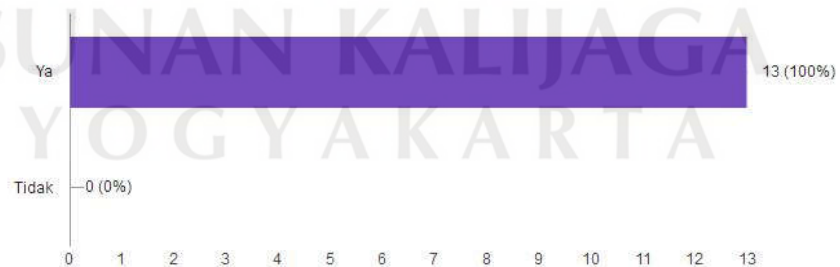 SUNAN KALIJAGA
YOGYAKARTA
Ya
13 (100%)
Tidak
0 (0%)
0 1 2 3 4 5 6 7 8 9 10 11 12 13